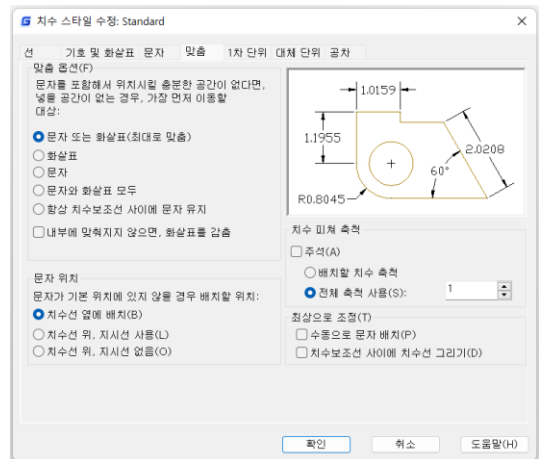 치수 스타일 수정: Standard
선 기호 및 화살표 문자 맞춤 1차 단위 대체 단위 공차
맞춤 옵션(F)
문자를 포함해서 위치시킬 충분한 공간이 없다면,
넣을 공간이 없는 경우, 가장 먼저 이동할
대상:
문자 또는 화살표(최대로 맞춤)
화살표
문자
문자와 화살표 모두
항상 치수보조선 사이에 문자 유지
내부에 맞춰지지 않으면, 화살표를 감춤
문자 위치
문자가 기본 위치에 있지 않을 경우 배치할 위치:
치수선 옆에 배치(B)
치수선 위, 지시선 사용(L)
치수선 위, 지시선 없음(O)
1.0159
1.1955
2.0208
60°
R0.8045
치수 피쳐 축척
주석(A)
배치할 치수 축척
전체 축척 사용(S): 1
최상으로 조정(T)
수동으로 문자 배치(P)
치수보조선 사이에 치수선 그리기(D)
확인 취소 도움말(H)